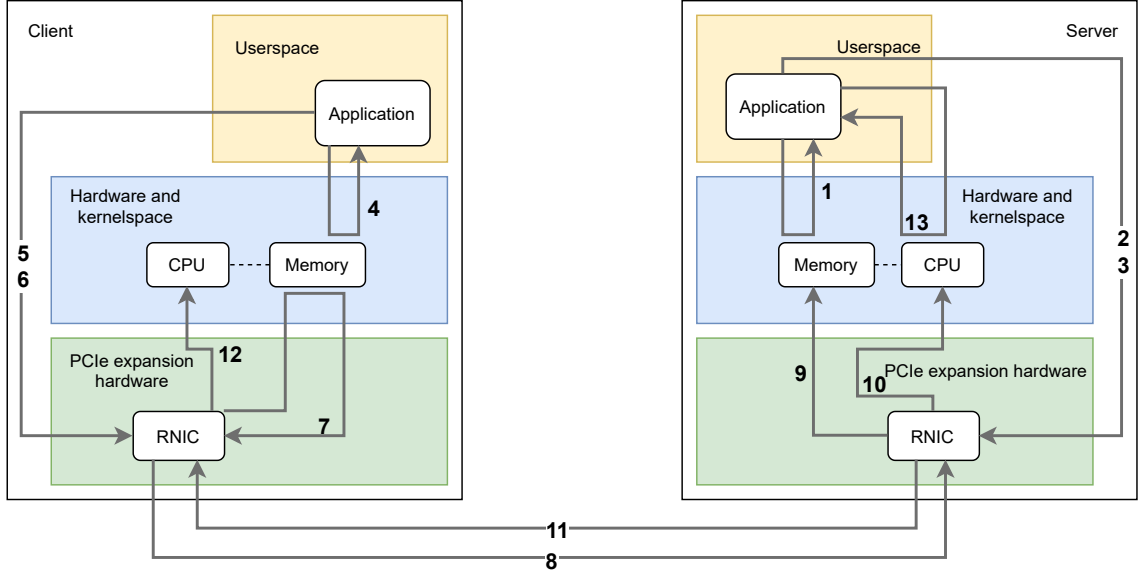 Client
Userspace
Application
4
5
6
Hardware and
kernelspace
CPU
Memory
12
PCIe expansion
hardware
7
RNIC
Server
Userspace
Application
1
13
Hardware and
kernelspace
2
3
Memory
CPU
9
10
PCIe expansion hardware
RNIC
11
8